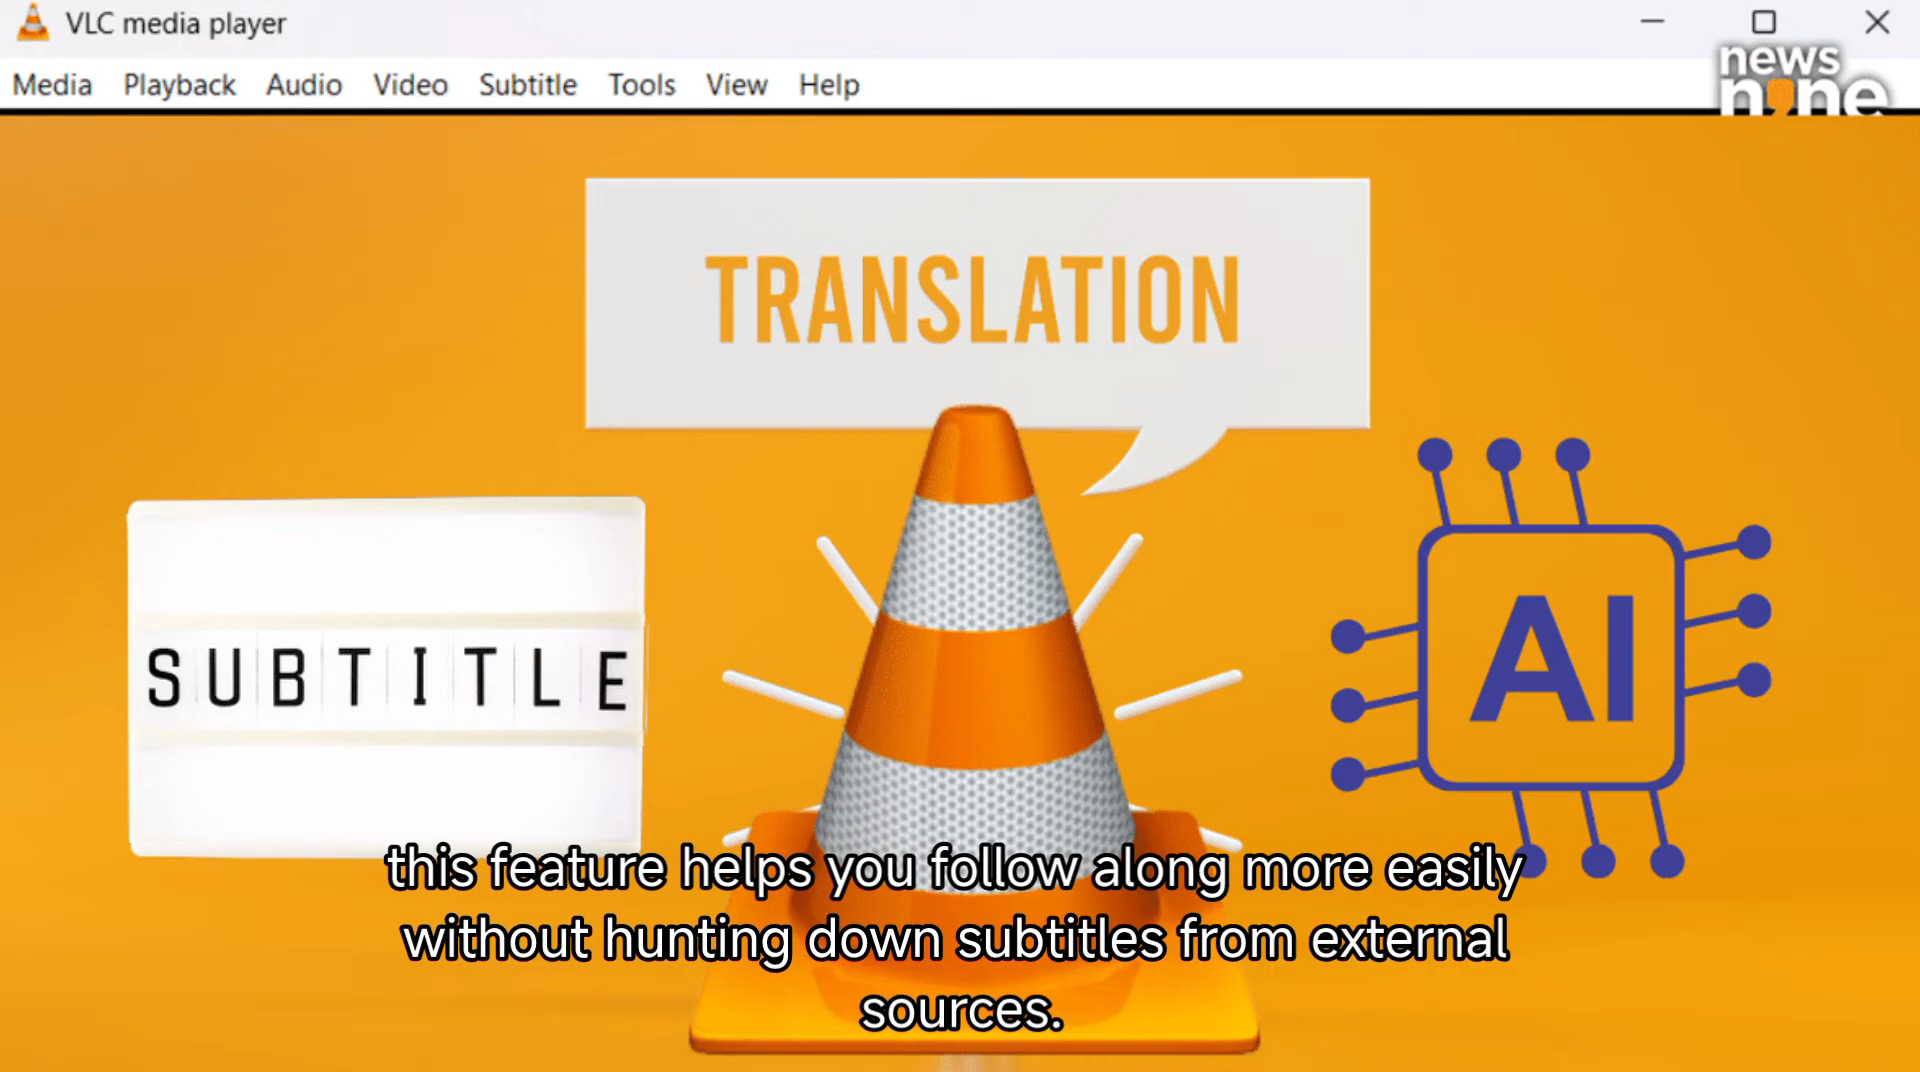 VLC media player
Media Playback Audio Video Subtitle Tools View Help
news
n9ne
TRANSLATION
SUBTITLE
AI
this feature helps you follow along more easily
without hunting down subtitles from external
sources.